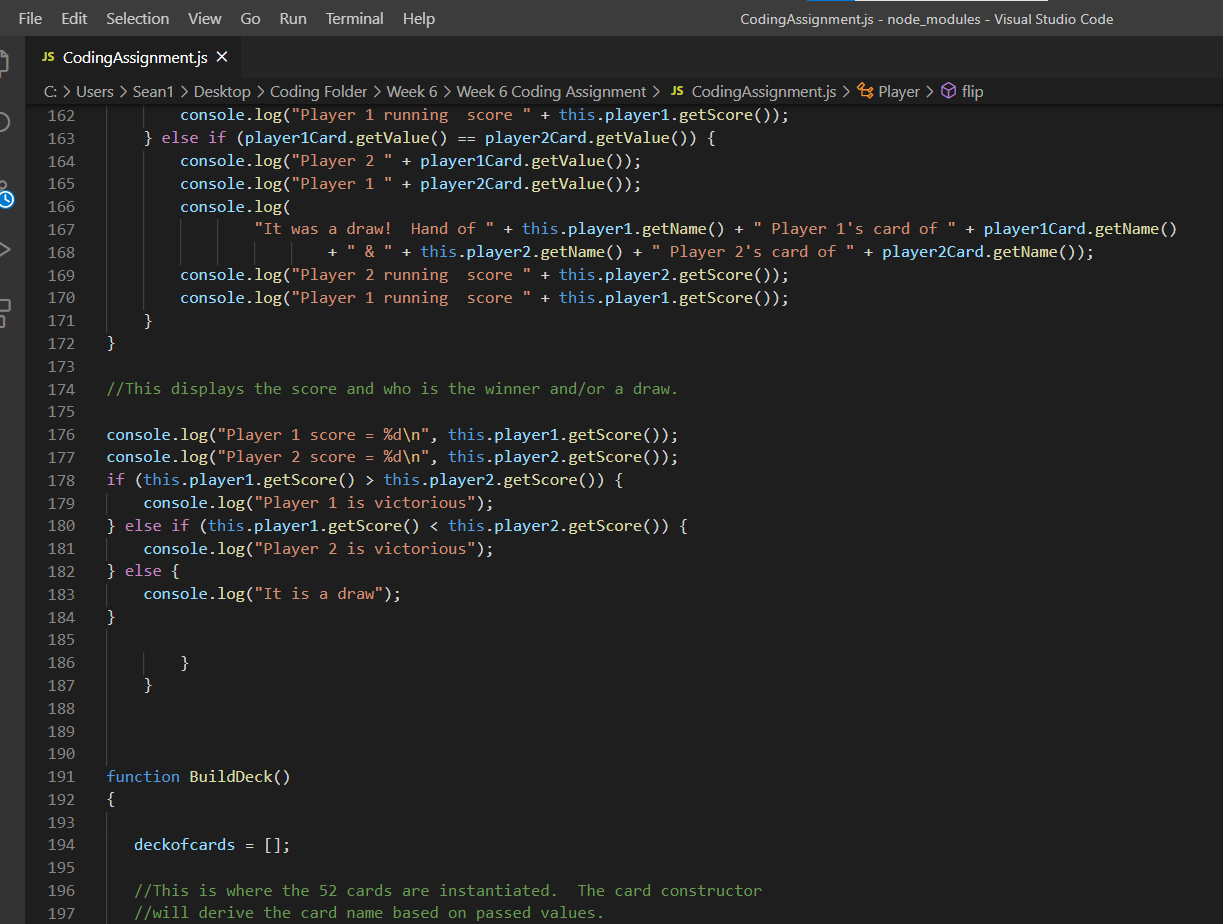 File Edit Selection View Go Run Terminal Help CodingAssignment.js - node_modules - Visual Studio Code
JS CodingAssignment.js ×
C: > Users > Sean1 > Desktop > Coding Folder > Week 6 > Week 6 Coding Assignment > JS CodingAssignment.js > Player > flip
162 console.log("Player 1 running  score " + this.player1.getScore());
163 } else if (player1Card.getValue() == player2Card.getValue()) {
164 console.log("Player 2 " + player1Card.getValue());
165 console.log("Player 1 " + player2Card.getValue());
166 console.log(
167 "It was a draw!  Hand of " + this.player1.getName() + " Player 1's card of " + player1Card.getName()
168 + " & " + this.player2.getName() + " Player 2's card of " + player2Card.getName());
169 console.log("Player 2 running  score " + this.player2.getScore());
170 console.log("Player 1 running  score " + this.player1.getScore());
171 }
172 }
173
174 //This displays the score and who is the winner and/or a draw.
175
176 console.log("Player 1 score = %d\n", this.player1.getScore());
177 console.log("Player 2 score = %d\n", this.player2.getScore());
178 if (this.player1.getScore() > this.player2.getScore()) {
179 console.log("Player 1 is victorious");
180 } else if (this.player1.getScore() < this.player2.getScore()) {
181 console.log("Player 2 is victorious");
182 } else {
183 console.log("It is a draw");
184 }
185
186 }
187 }
188
189
190
191 function BuildDeck()
192 {
193
194 deckofcards = [];
195
196 //This is where the 52 cards are instantiated.  The card constructor
197 //will derive the card name based on passed values.